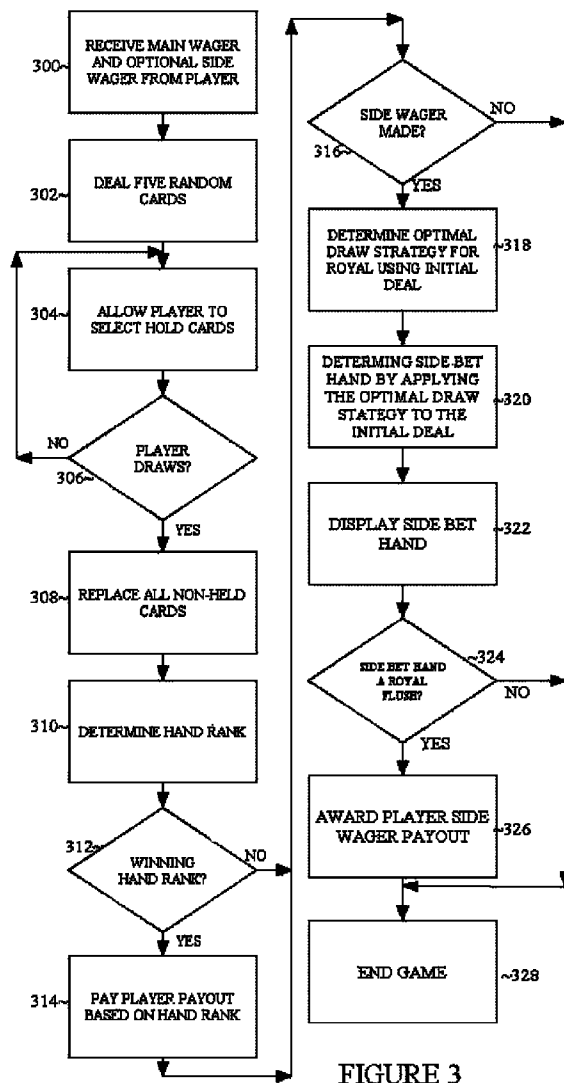 300~
RECEIVE MAIN WAGER
AND OPTIONAL SIDE
WAGER FROM PLAYER
302~
DEAL FIVE RANDOM
CARDS
304~
ALLOW PLAYER TO
SELECT HOLD CARDS
NO
306~
PLAYER
DRAWS?
YES
308~
REPLACE ALL NON-HELD
CARDS
310~
DETERMINE HAND RANK
312~
WINNING
HAND RANK?
NO
YES
314~
PAY PLAYER PAYOUT
BASED ON HAND RANK
SIDE WAGER
MADE?
NO
316~
YES
DETERMINE OPTIMAL
DRAW STRATEGY FOR
ROYAL USING INITIAL
DEAL
~318
DETERMING SIDE-BET
HAND BY APPLYING
THE OPTIMAL DRAW
STATEGY TO THE
INITIAL DEAL
~320
DISPLAY SIDE BET
HAND
~322
~324
SIDE BET HAND
A ROYAL
FLUSH?
NO
YES
AWARD PLAYER SIDE
WAGER PAYOUT
~326
END GAME
~328
FIGURE 3